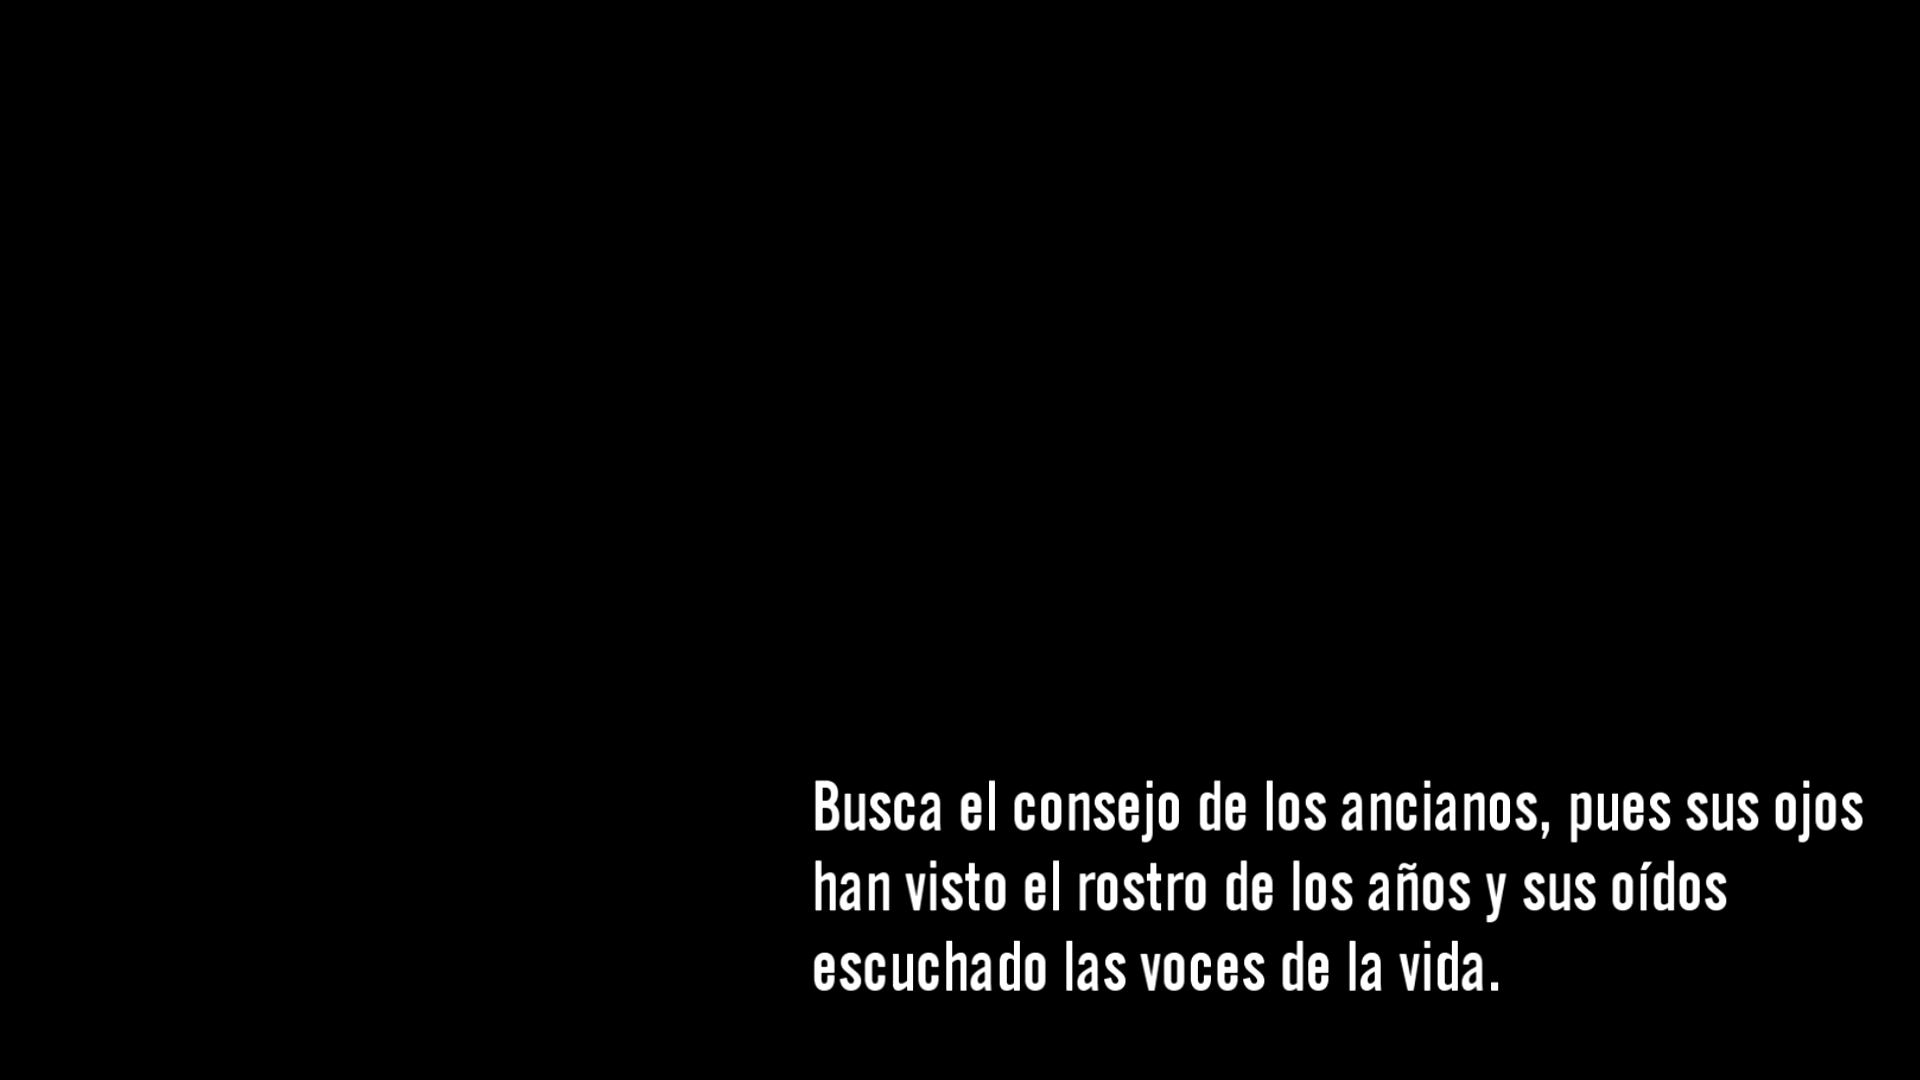 Busca el consejo de los ancianos, pues sus ojos
han visto el rostro de los años y sus oídos
escuchado las voces de la vida.